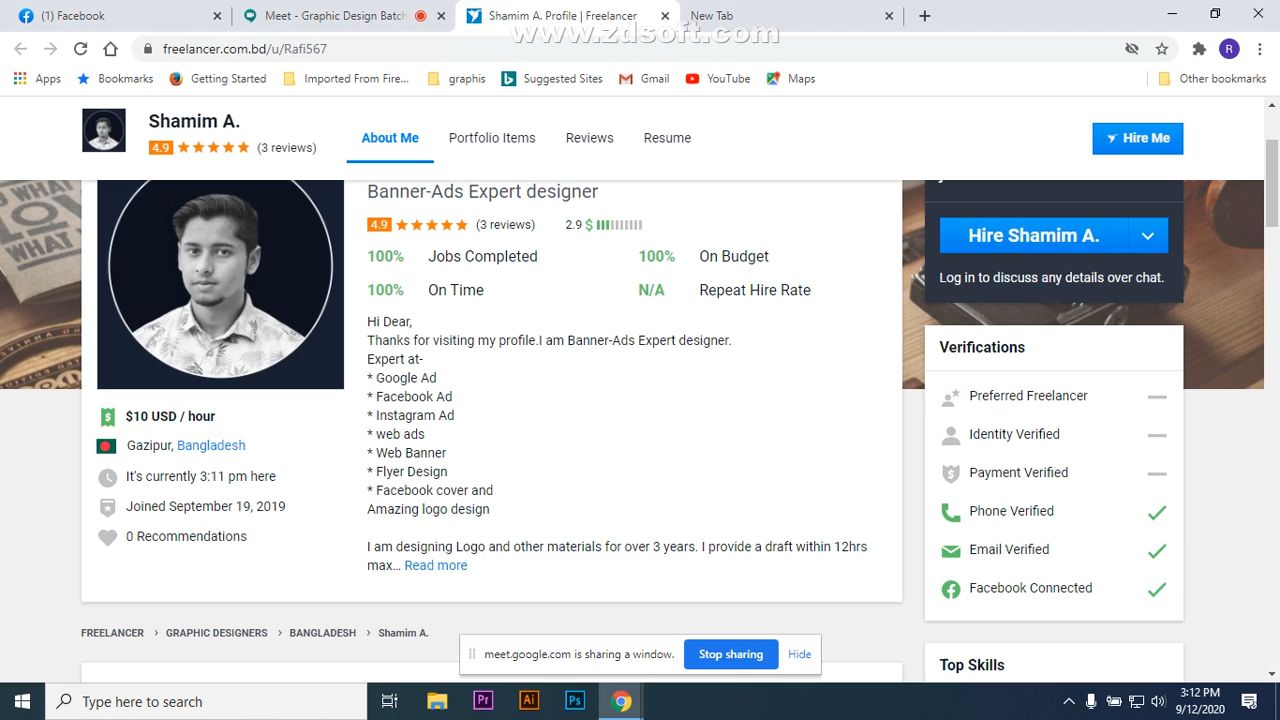 (1) Facebook
Meet - Graphic Design Batch
Shamim A. Profile | Freelancer
New Tab
www.zdsoft.com
freelancer.com.bd/u/Rafi567
R
Apps
Bookmarks
Getting Started
Imported From Fire...
graphis
Suggested Sites
Gmail
YouTube
Maps
Other bookmarks
Shamim A.
4.9 (3 reviews)
About Me
Portfolio Items
Reviews
Resume
Hire Me
Banner-Ads Expert designer
4.9 (3 reviews) 2.9 $
100% Jobs Completed 100% On Budget
100% On Time N/A Repeat Hire Rate
Hi Dear,
Thanks for visiting my profile.I am Banner-Ads Expert designer.
Expert at-
* Google Ad
* Facebook Ad
* Instagram Ad
* web ads
* Web Banner
* Flyer Design
* Facebook cover and
Amazing logo design
I am designing Logo and other materials for over 3 years. I provide a draft within 12hrs
max... Read more
$10 USD / hour
Gazipur, Bangladesh
It's currently 3:11 pm here
Joined September 19, 2019
0 Recommendations
Hire Shamim A.
Log in to discuss any details over chat.
Verifications
Preferred Freelancer
Identity Verified
Payment Verified
Phone Verified
Email Verified
Facebook Connected
Top Skills
FREELANCER > GRAPHIC DESIGNERS > BANGLADESH > Shamim A.
meet.google.com is sharing a window.
Stop sharing
Hide
Type here to search
Pr
Ai
Ps
3:12 PM
9/12/2020